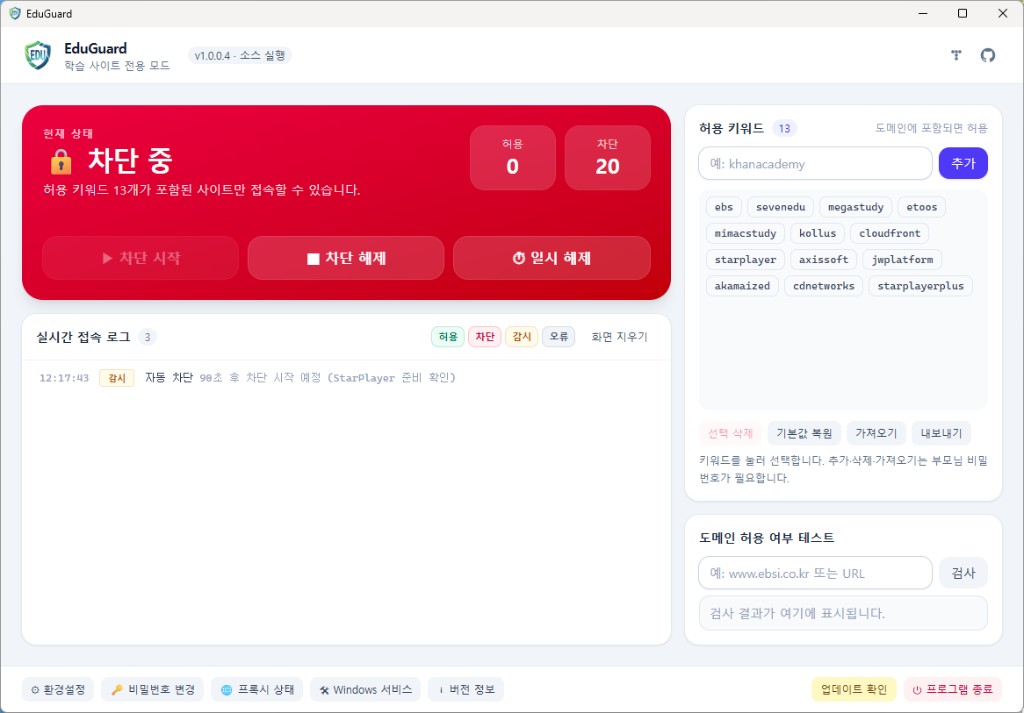 EduGuard
EduGuard
학습 사이트 전용 모드
v1.0.0.4 - 소스 실행
현재 상태
차단 중
허용 키워드 13개가 포함된 사이트만 접속할 수 있습니다.
허용
0
차단
20
▶ 차단 시작
■ 차단 해제
⏱ 일시 해제
실시간 접속 로그 3
허용 차단 감시 오류 화면 지우기
12:17:43 감시 자동 차단 90초 후 차단 시작 예정 (StarPlayer 준비 확인)
허용 키워드 13 도메인에 포함되면 허용
예: khanacademy 추가
ebs sevenedu megastudy etoos
mimacstudy kollus cloudfront
starplayer axissoft jwplatform
akamaized cdnetworks starplayerplus
선택 삭제 기본값 복원 가져오기 내보내기
키워드를 눌러 선택합니다. 추가·삭제·가져오기는 부모님 비밀
번호가 필요합니다.
도메인 허용 여부 테스트
예: www.ebsi.co.kr 또는 URL 검사
검사 결과가 여기에 표시됩니다.
환경설정 비밀번호 변경 프록시 상태 Windows 서비스 i 버전 정보 업데이트 확인 프로그램 종료